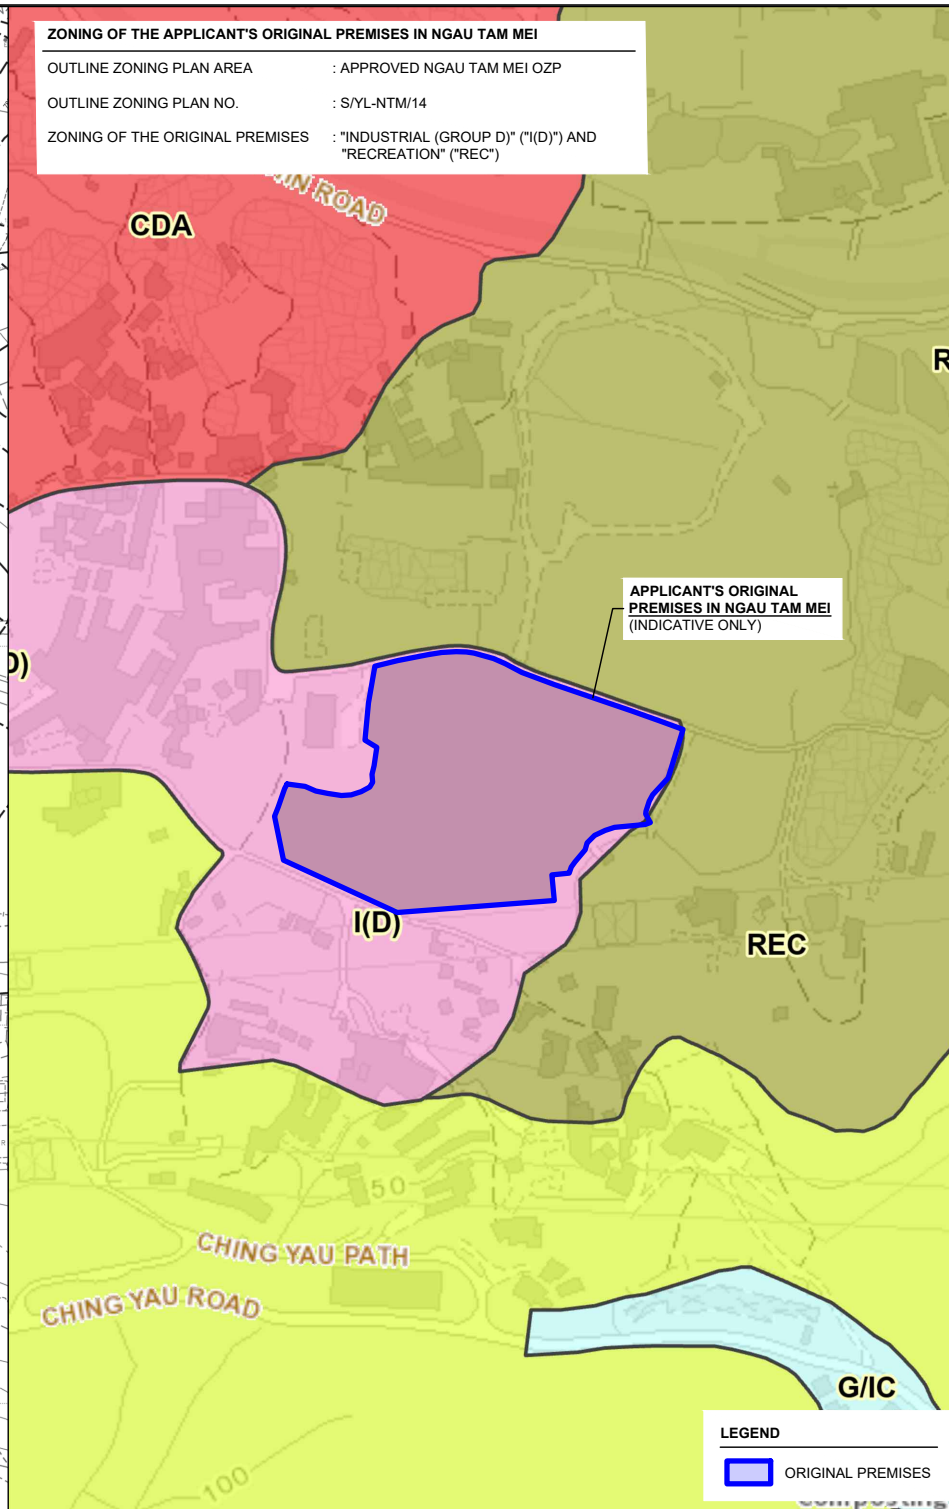 ZONING OF THE APPLICANT'S ORIGINAL PREMISES IN NGAU TAM MEI
OUTLINE ZONING PLAN AREA : APPROVED NGAU TAM MEI OZP
OUTLINE ZONING PLAN NO. : S/YL-NTM/14
ZONING OF THE ORIGINAL PREMISES : "INDUSTRIAL (GROUP D)" ("I(D)") AND
"RECREATION" ("REC")
ROAD
CDA
R
APPLICANT'S ORIGINAL
PREMISES IN NGAU TAM MEI
(INDICATIVE ONLY)
D)
I(D)
REC
50
CHING YAU PATH
CHING YAU ROAD
G/IC
LEGEND
ORIGINAL PREMISES
100
Composting